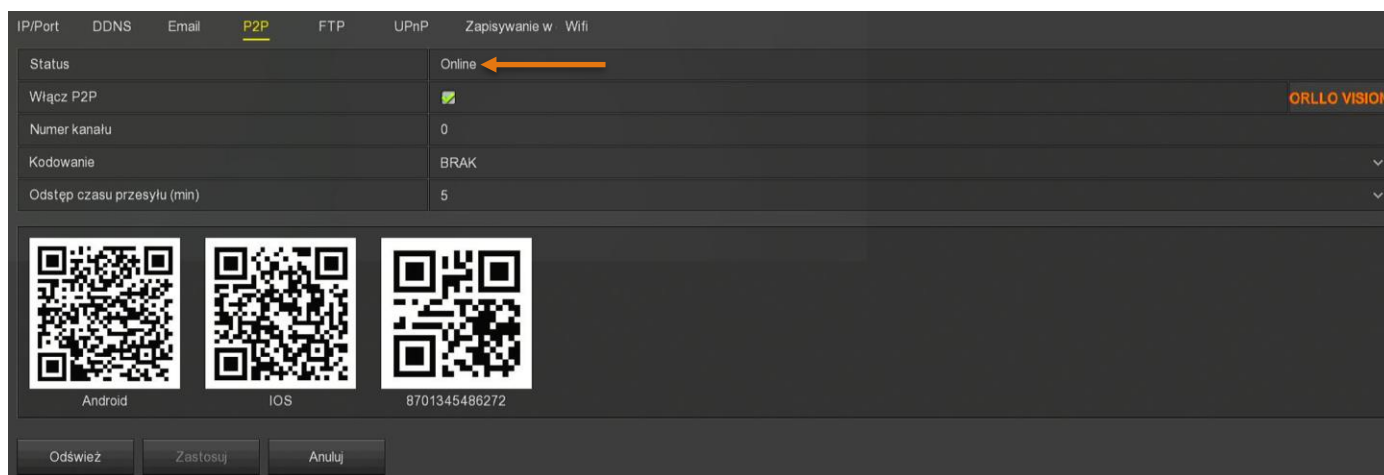 IP/Port DDNS Email P2P FTP UPnP Zapisywanie w Wifi
Status Online
Włącz P2P ORLLO VISION
Numer kanału 0
Kodowanie BRAK
Odstęp czasu przesyłu (min) 5
Android IOS 8701345486272
Odśwież Zastosuj Anuluj